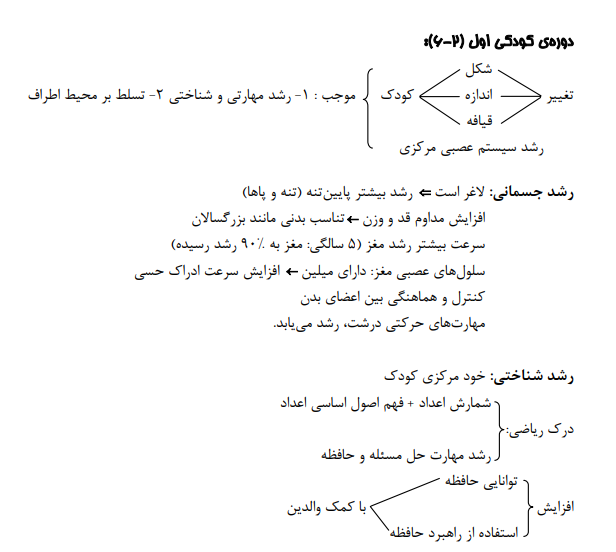 دوره‌ی کودکی اول (۲-۶):
شکل
تغییر اندازه کودک موجب : ۱- رشد مهارتی و شناختی ۲- تسلط بر محیط اطراف
قیافه
رشد سیستم عصبی مرکزی
رشد جسمانی: لاغر است ⇐ رشد بیشتر پایین‌تنه (تنه و پاها)
افزایش مداوم قد و وزن ← تناسب بدنی مانند بزرگسالان
سرعت بیشتر رشد مغز (۵ سالگی: مغز به ۹۰٪ رشد رسیده)
سلول‌های عصبی مغز: دارای میلین ← افزایش سرعت ادراک حسی
کنترل و هماهنگی بین اعضای بدن
مهارت‌های حرکتی درشت، رشد می‌یابد.
رشد شناختی: خود مرکزی کودک
شمارش اعداد + فهم اصول اساسی اعداد
درک ریاضی:
رشد مهارت حل مسئله و حافظه
توانایی حافظه
افزایش با کمک والدین
استفاده از راهبرد حافظه